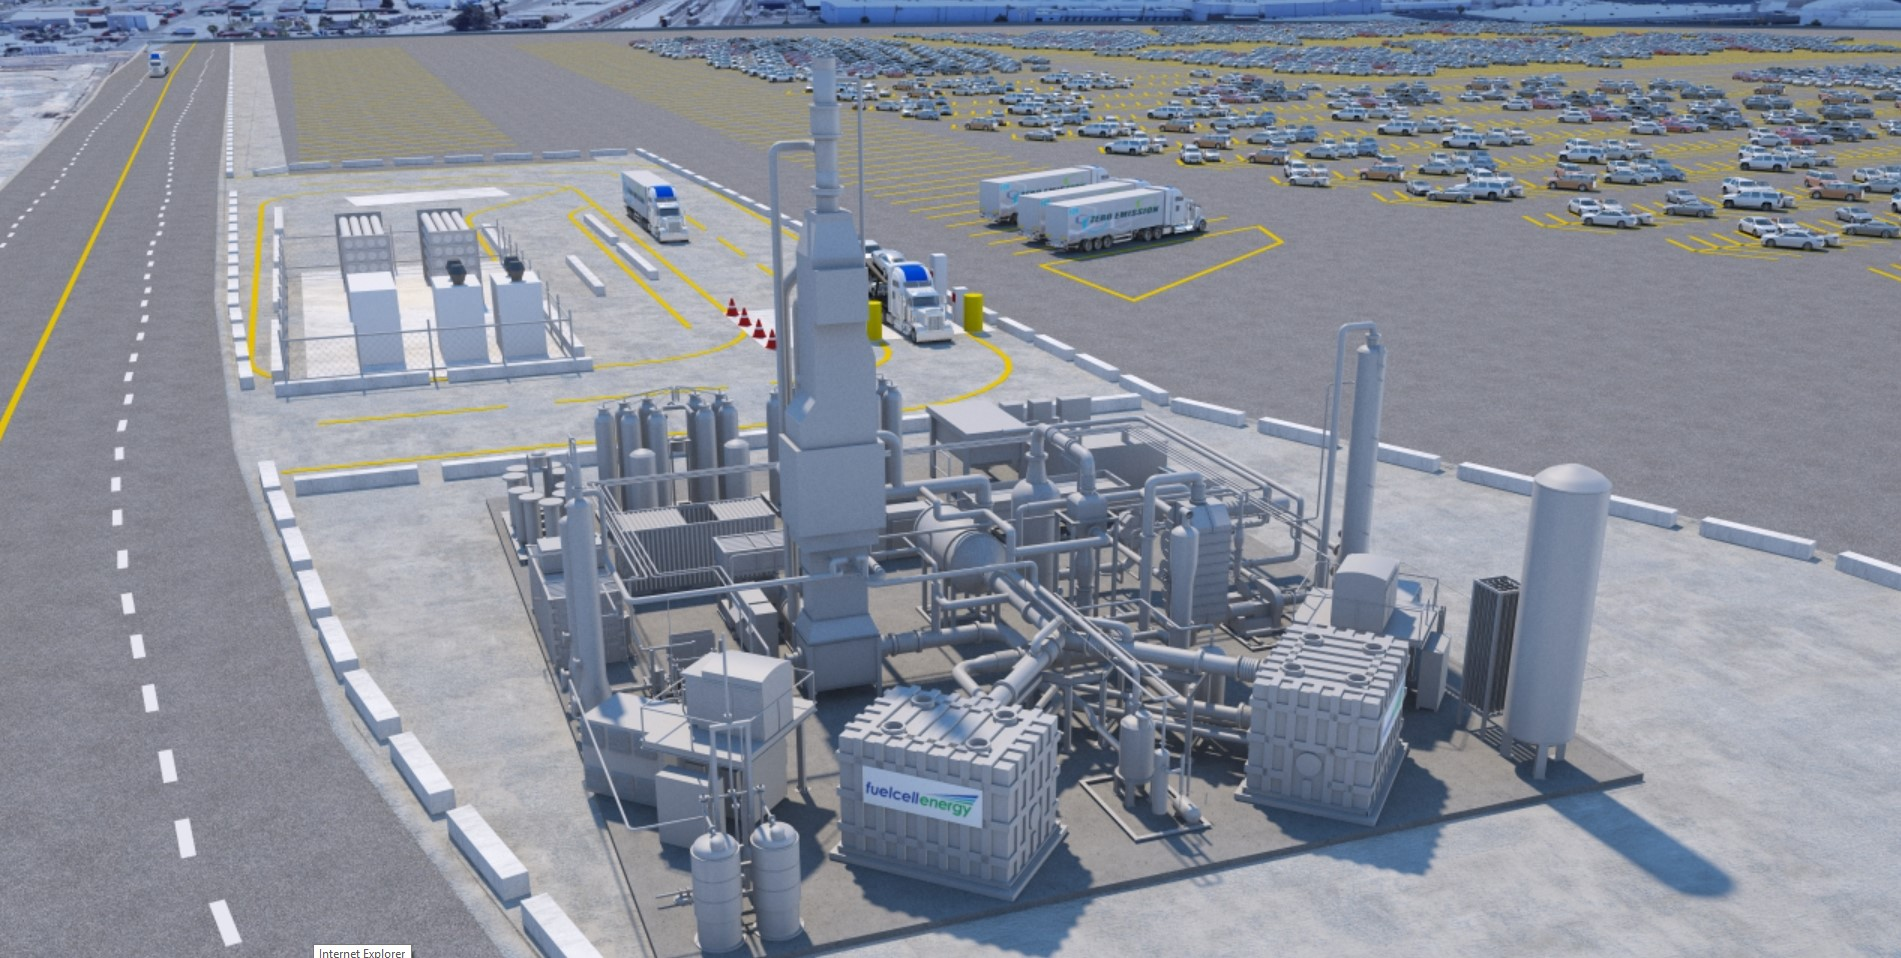 ZERO EMISSION
fuelcellenergy
Internet Explorer